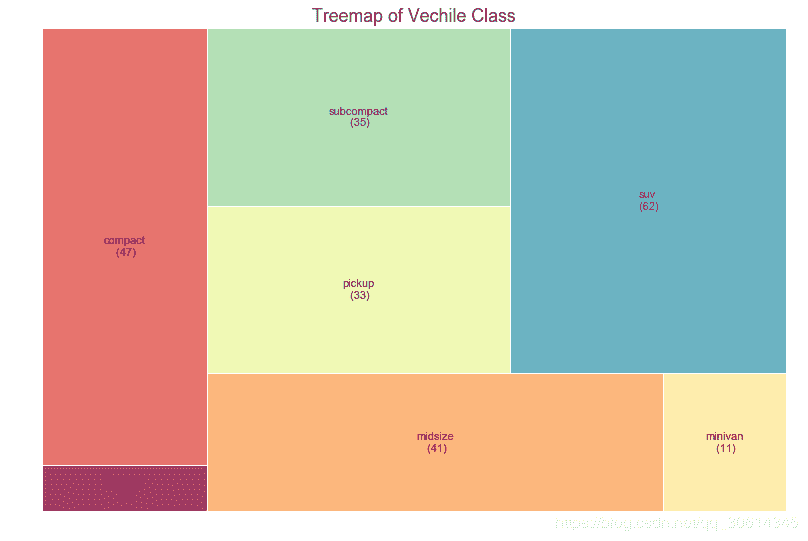 Treemap of Vechile Class
subcompact
(35)
suv
(62)
compact
(47)
pickup
(33)
midsize
(41)
minivan
(11)